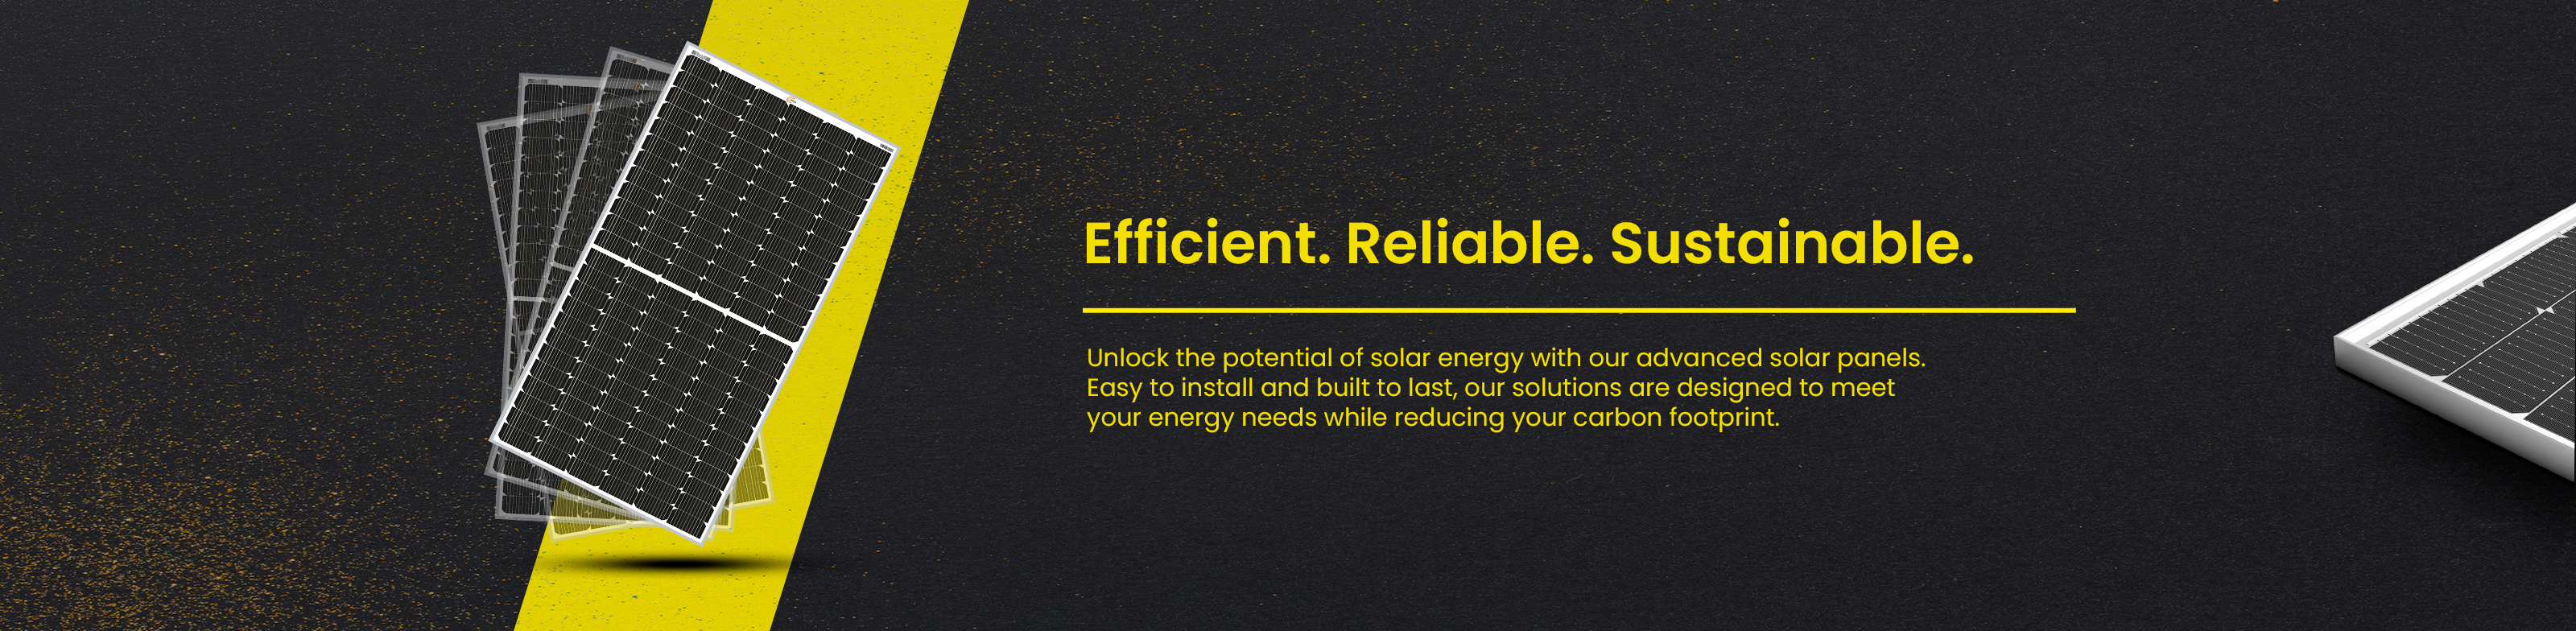 Efficient. Reliable. Sustainable.
Unlock the potential of solar energy with our advanced solar panels.
Easy to install and built to last, our solutions are designed to meet
your energy needs while reducing your carbon footprint.